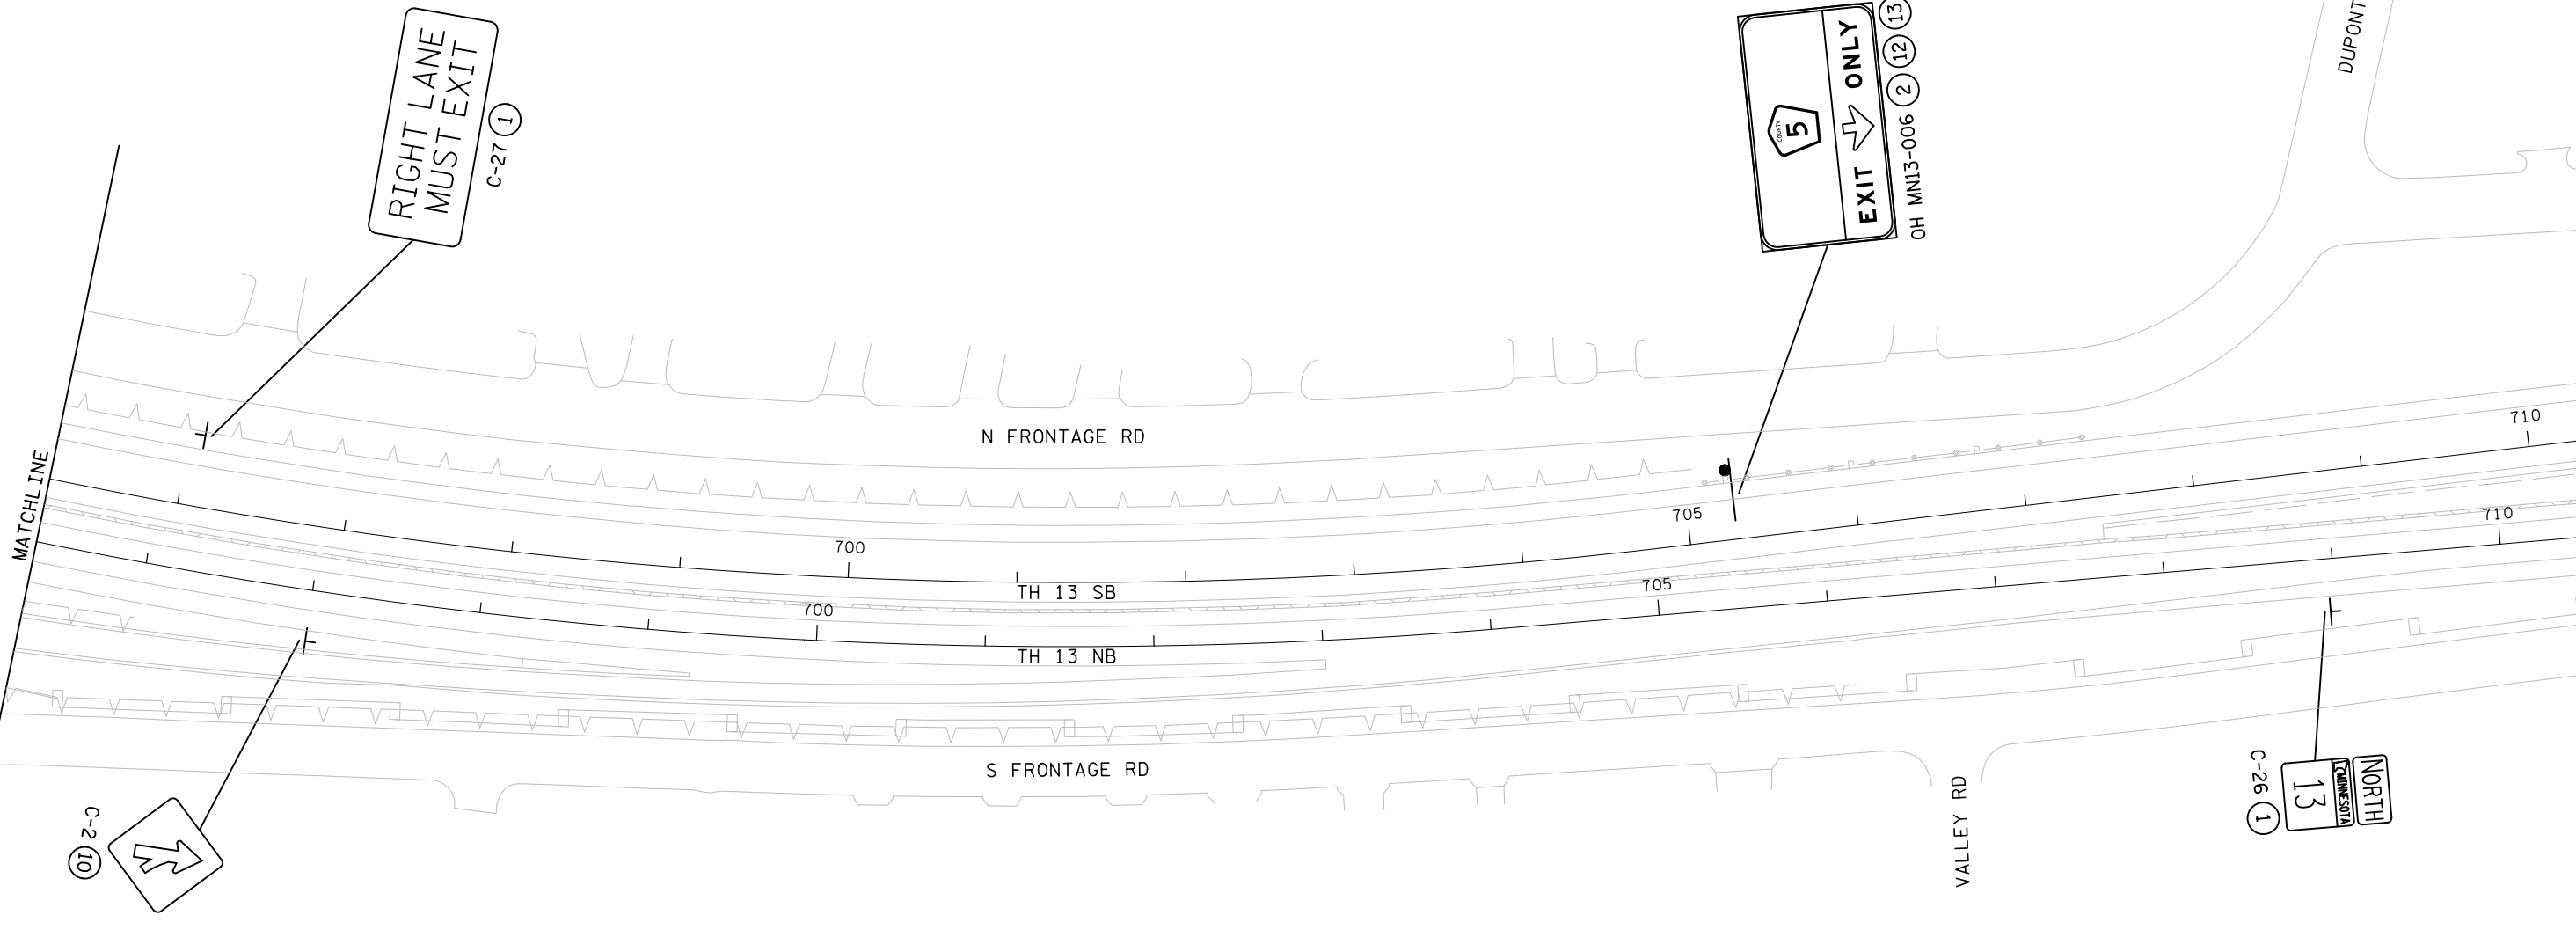 RIGHT LANE
MUST EXIT
C-27 1
COUNTY
5
EXIT ONLY
OH MN13-006 2 12 13
DUPONT
MATCHLINE
N FRONTAGE RD
710
705
700
TH 13 SB
710
705
700
TH 13 NB
P
P
S FRONTAGE RD
VALLEY RD
C-2 10
NORTH
MINNESOTA
13
C-26 1